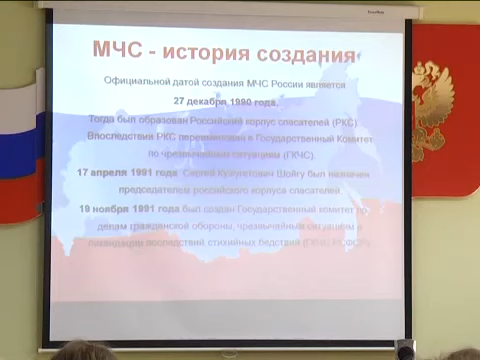 МЧС - история создания
Официальной датой создания МЧС России является
27 декабря 1990 года.
Тогда был образован Российский корпус спасателей (РКС).
Впоследствии РКС переименован в Государственный Комитет
по чрезвычайным ситуациям (ГКЧС).
17 апреля 1991 года Сергей Кужугетович Шойгу был назначен
председателем российского корпуса спасателей.
19 ноября 1991 года был создан Государственный комитет по
делам гражданской обороны, чрезвычайным ситуациям и
ликвидации последствий стихийных бедствий